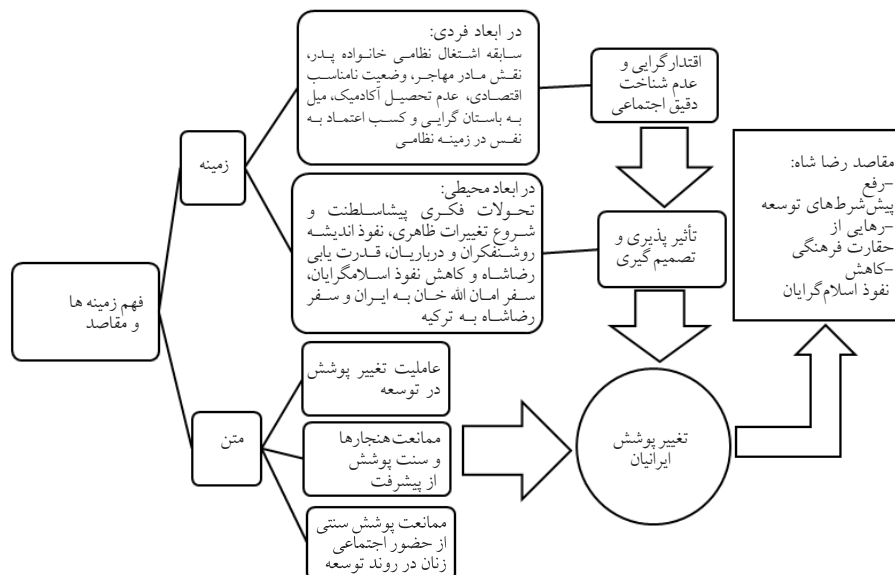 فهم زمینه ها
و مقاصد
زمینه
متن
در ابعاد فردی:
سابقه اشتغال نظامی خانواده پدر،
نقش مادر مهاجر، وضعیت نامناسب
اقتصادی، عدم تحصیل آکادمیک، میل
به باستان گرایی و کسب اعتماد به
نفس در زمینه نظامی
در ابعاد محیطی:
تحولات فکری پیشاسلطنت و
شروع تغییرات ظاهری، نفوذ اندیشه
روشنفکران و درباریان، قدرت یابی
رضاشاه و کاهش نفوذ اسلامگرایان،
سفر امان الله خان به ایران و سفر
رضاشاه به ترکیه
عاملیت تغییر پوشش
در توسعه
ممانعت هنجارها
و سنت پوشش
از پیشرفت
ممانعت پوشش سنتی
از حضور اجتماعی
زنان در روند توسعه
اقتدارگرایی و
عدم شناخت
دقیق اجتماعی
تأثیر پذیری و
تصمیم گیری
تغییر پوشش
ایرانیان
مقاصد رضا شاه:
-رفع
پیش‌شرط‌های توسعه
-رهایی از
حقارت فرهنگی
-کاهش
نفوذ اسلام‌گرایان